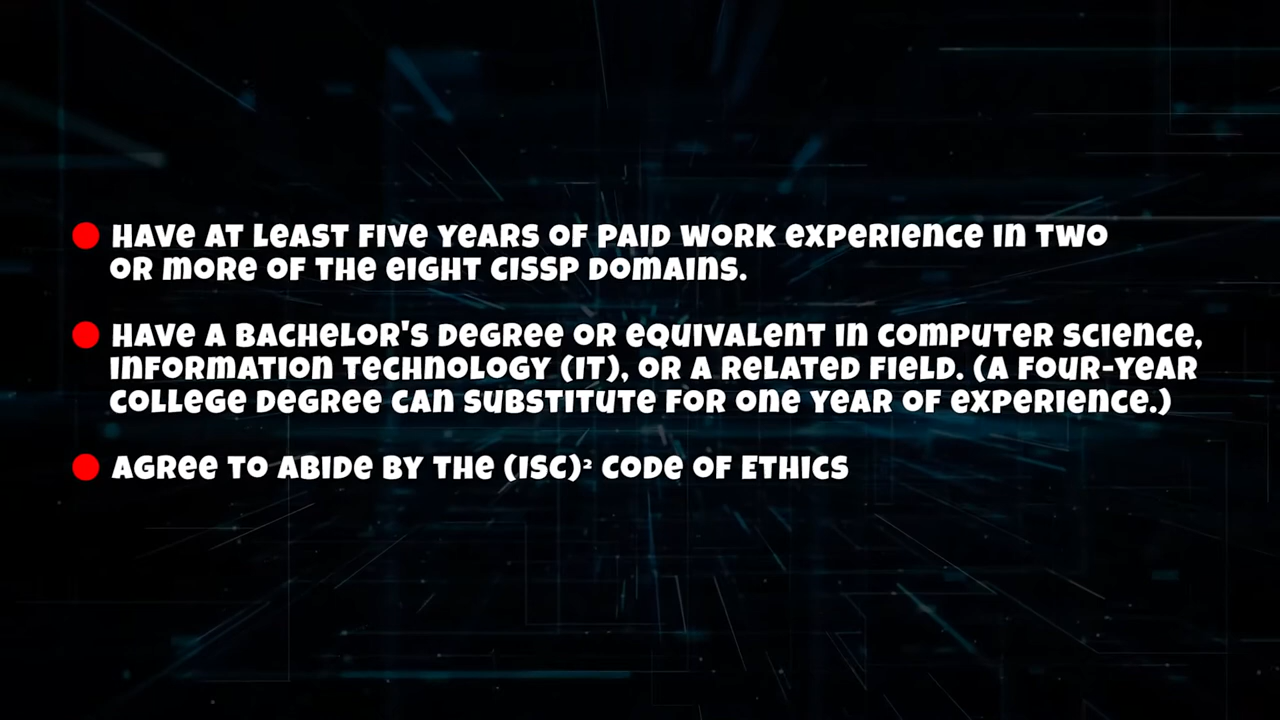 Have at least five years of paid work experience in two
or more of the eight CISSP domains.
Have a bachelor's degree or equivalent in computer science,
information technology (IT), or a related field. (A four-year
college degree can substitute for one year of experience.)
Agree to abide by the (ISC)² Code of Ethics